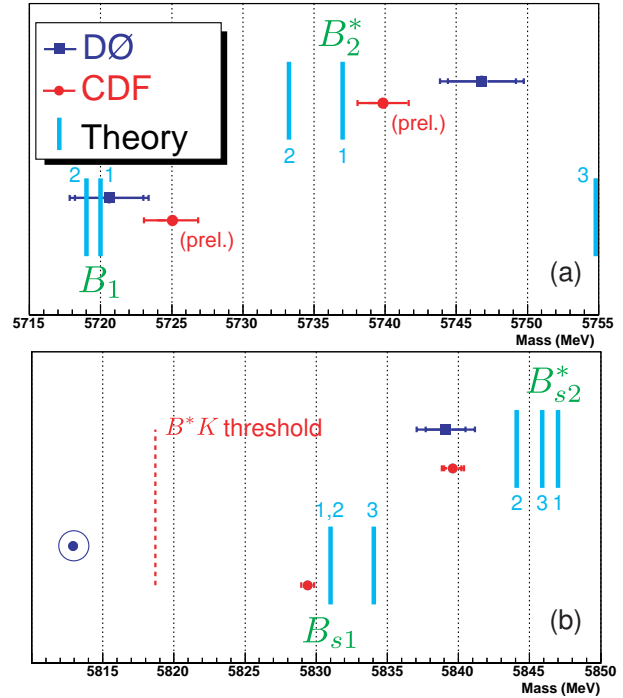 DØ
CDF
Theory
B₂*
(prel.)
2 1
2 1 3
(prel.)
B₁
(a)
5715 5720 5725 5730 5735 5740 5745 5750 5755
Mass (MeV)
B*K threshold
B*ₛ₂
2 3 1
1,2 3
Bₛ₁
(b)
5815 5820 5825 5830 5835 5840 5845 5850
Mass (MeV)